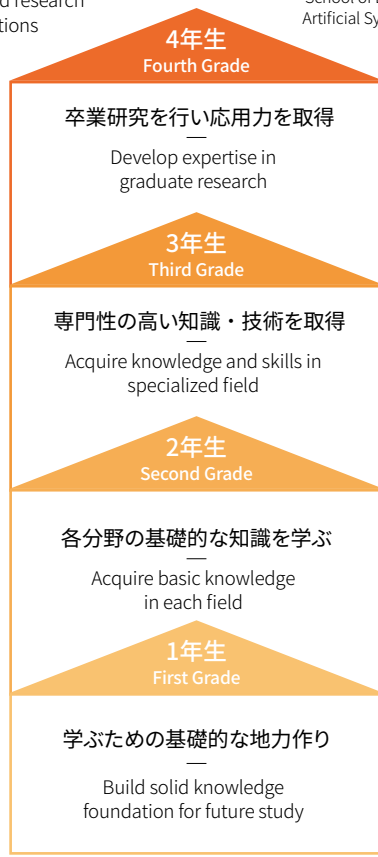 d research
tions
School of
Artificial Sy
4年生
Fourth Grade
卒業研究を行い応用力を取得
Develop expertise in
graduate research
3年生
Third Grade
専門性の高い知識・技術を取得
Acquire knowledge and skills in
specialized field
2年生
Second Grade
各分野の基礎的な知識を学ぶ
Acquire basic knowledge
in each field
1年生
First Grade
学ぶための基礎的な地力作り
Build solid knowledge
foundation for future study